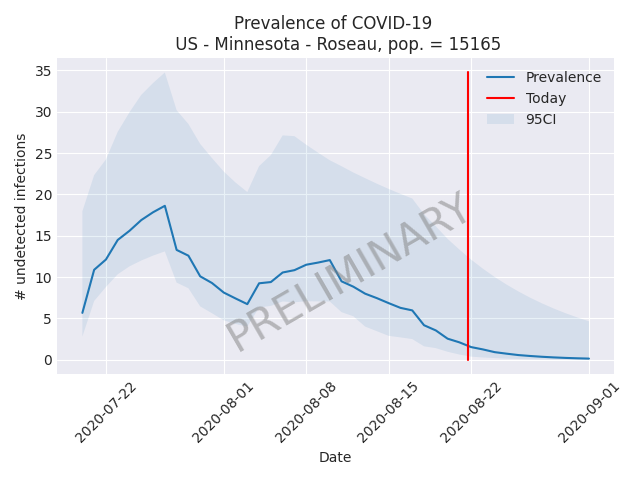 Prevalence of COVID-19
US - Minnesota - Roseau, pop. = 15165
35
30
25
20
15
10
5
0
# undetected infections
Prevalence
Today
95CI
PRELIMINARY
2020-07-22
2020-08-01
2020-08-08
2020-08-15
2020-08-22
2020-09-01
Date